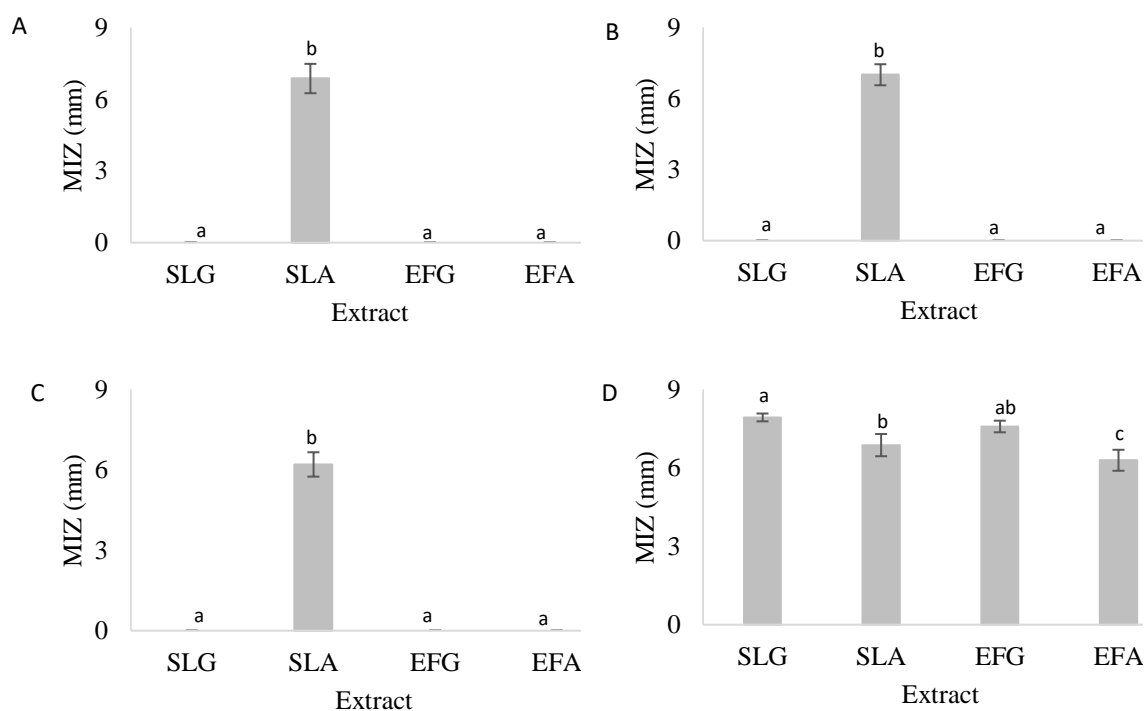 A
MIZ (mm)
9
6
3
0
a
b
a
a
SLG SLA EFG EFA
Extract
B
MIZ (mm)
9
6
3
0
a
b
a
a
SLG SLA EFG EFA
Extract
C
MIZ (mm)
9
6
3
0
a
b
a
a
SLG SLA EFG EFA
Extract
D
MIZ (mm)
9
6
3
0
a
b
ab
c
SLG SLA EFG EFA
Extract